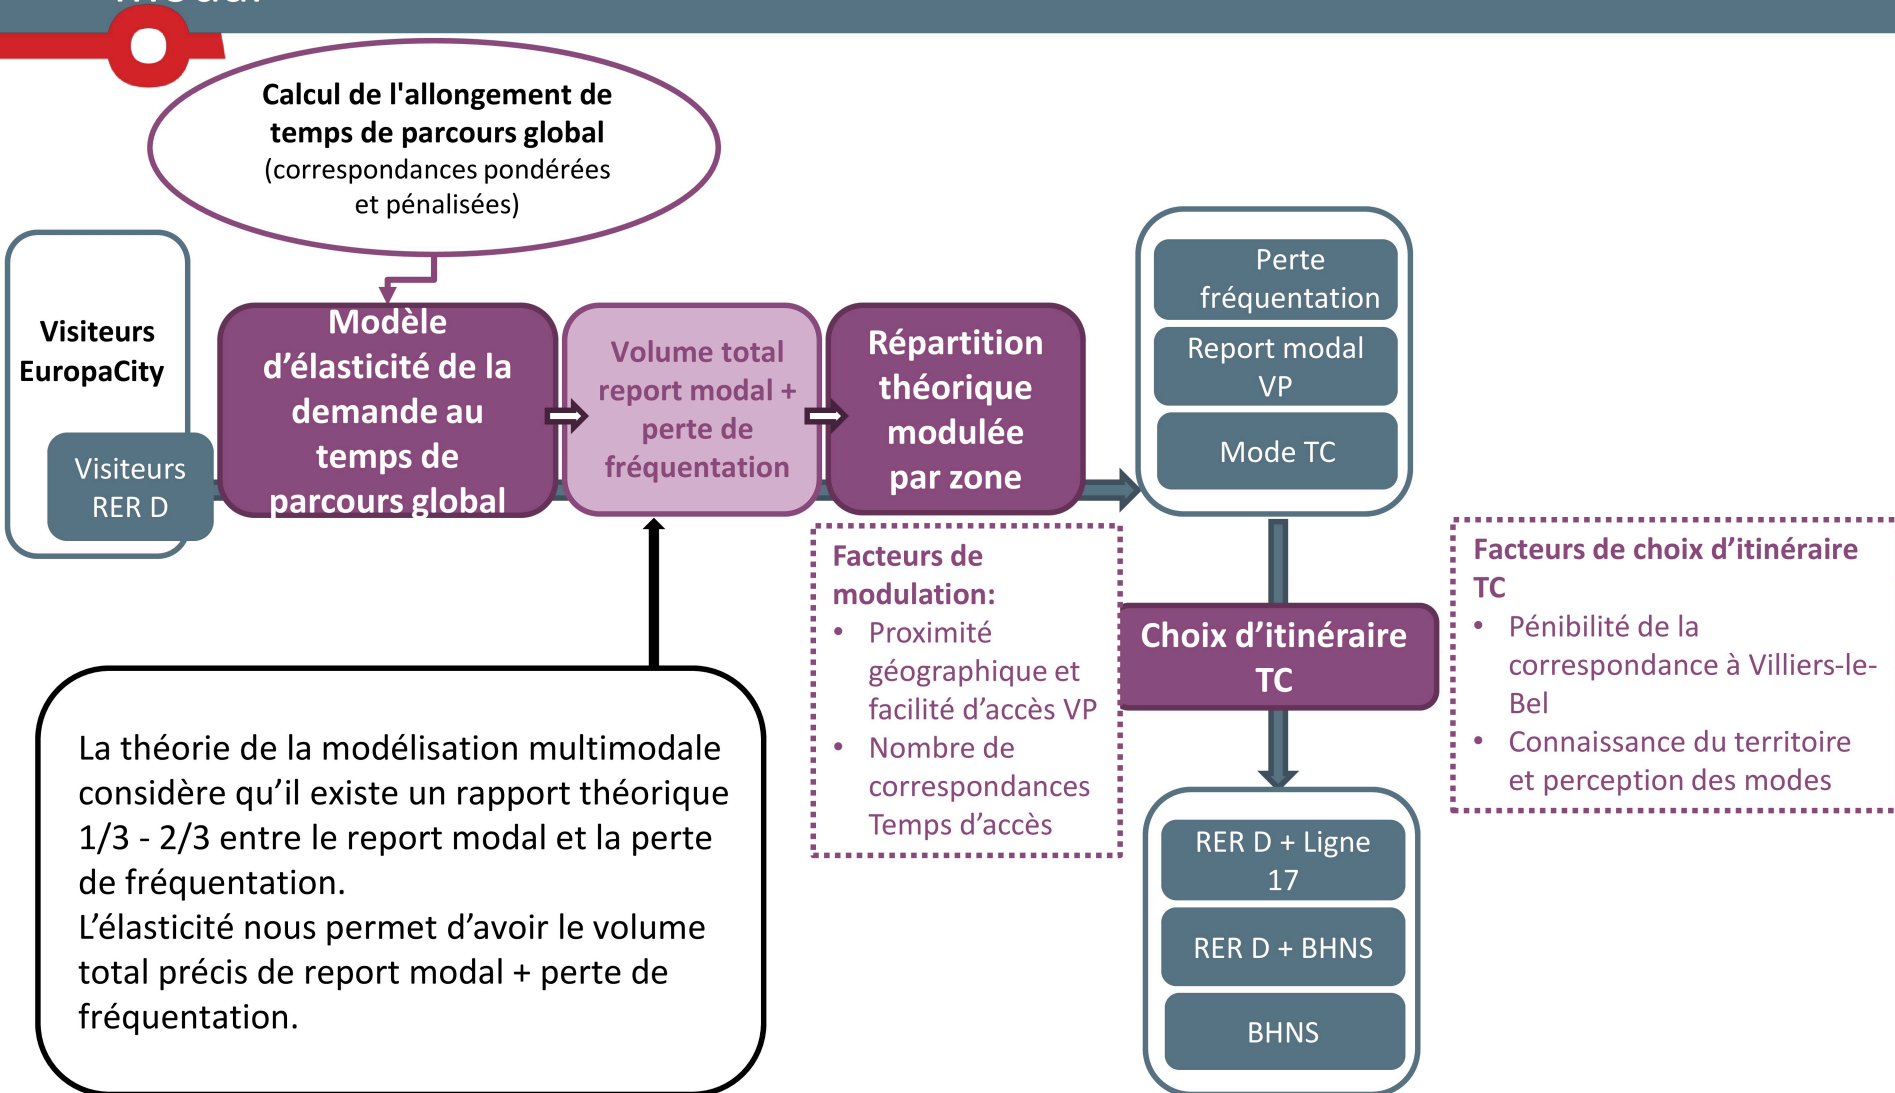 Calcul de l'allongement de
temps de parcours global
(correspondances pondérées
et pénalisées)
Visiteurs
EuropaCity
Visiteurs
RER D
Modèle
d’élasticité de la
demande au
temps de
parcours global
Volume total
report modal +
perte de
fréquentation
Répartition
théorique
modulée
par zone
Perte
fréquentation
Report modal
VP
Mode TC
Facteurs de
modulation:
• Proximité
géographique et
facilité d’accès VP
• Nombre de
correspondances
Temps d’accès
Choix d’itinéraire
TC
Facteurs de choix d’itinéraire
TC
• Pénibilité de la
correspondance à Villiers-le-
Bel
• Connaissance du territoire
et perception des modes
La théorie de la modélisation multimodale
considère qu’il existe un rapport théorique
1/3 - 2/3 entre le report modal et la perte
de fréquentation.
L’élasticité nous permet d’avoir le volume
total précis de report modal + perte de
fréquentation.
RER D + Ligne
17
RER D + BHNS
BHNS